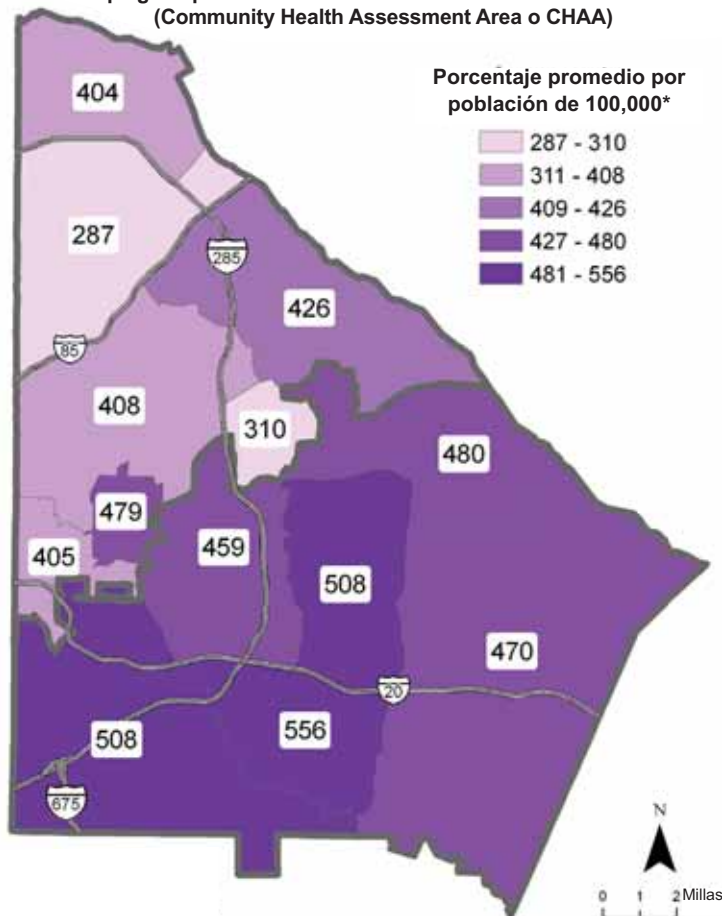 (Community Health Assessment Area o CHAA)
Porcentaje promedio por
población de 100,000*
287 - 310
311 - 408
409 - 426
427 - 480
481 - 556
404
287
285
426
85
408
310
480
479
459
405
508
470
20
508
556
675
N
0 1 2 Millas